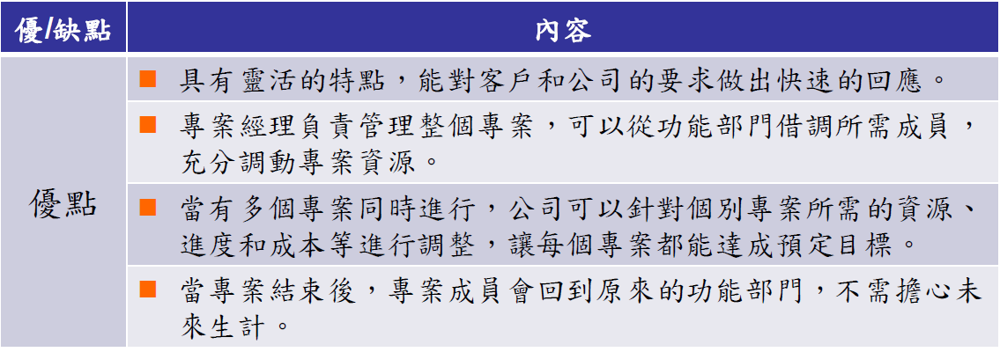 優/缺點
內容
優點
■ 具有靈活的特點，能對客戶和公司的要求做出快速的回應。
■ 專案經理負責管理整個專案，可以從功能部門借調所需成員，
充分調動專案資源。
■ 當有多個專案同時進行，公司可以針對個別專案所需的資源、
進度和成本等進行調整，讓每個專案都能達成預定目標。
■ 當專案結束後，專案成員會回到原來的功能部門，不需擔心未
來生計。